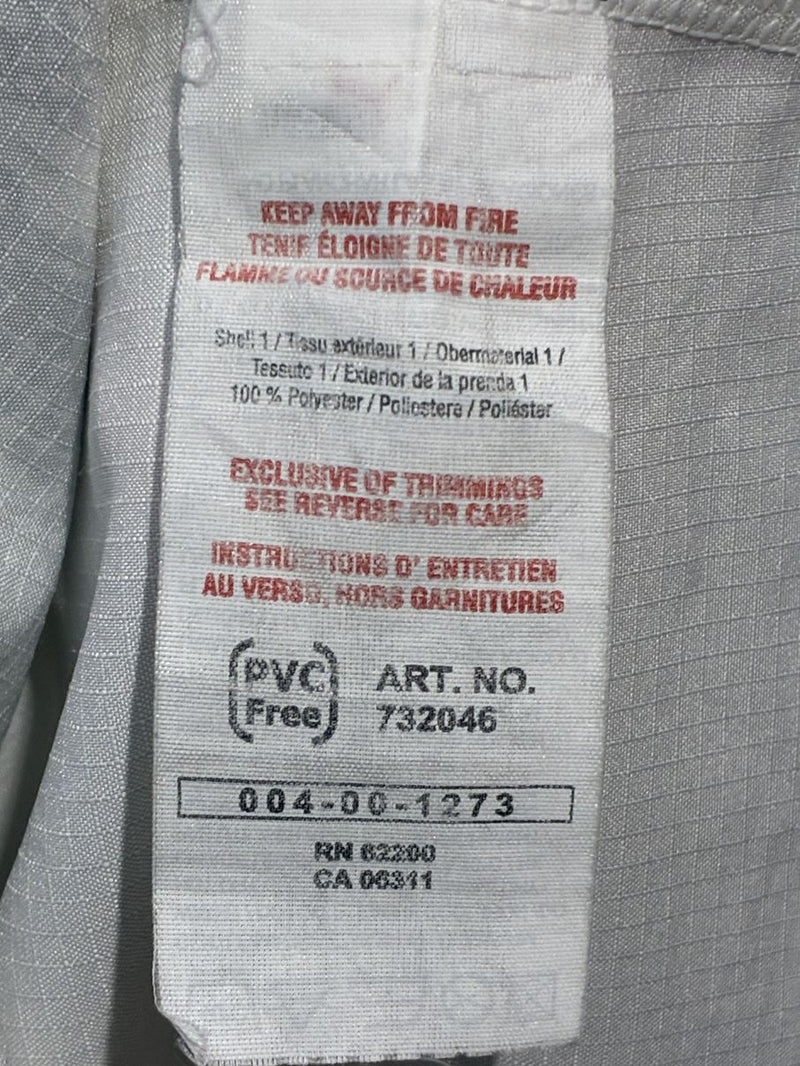 KEEP AWAY FROM FIRE
TENIR ÉLOIGNE DE TOUTE
FLAMME OU SOURCE DE CHALEUR
Shell 1 / Tissu extérieur 1 / Obermaterial 1 /
Tessuto 1 / Exterior de la prenda 1
100 % Polyester / Poliestere / Poliéster
EXCLUSIVE OF TRIMMINGS
SEE REVERSE FOR CARE
INSTRUCTIONS D' ENTRETIEN
AU VERSO, HORS GARNITURES
PVC Free
ART. NO.
732046
004-00-1273
RN 62200
CA 06311